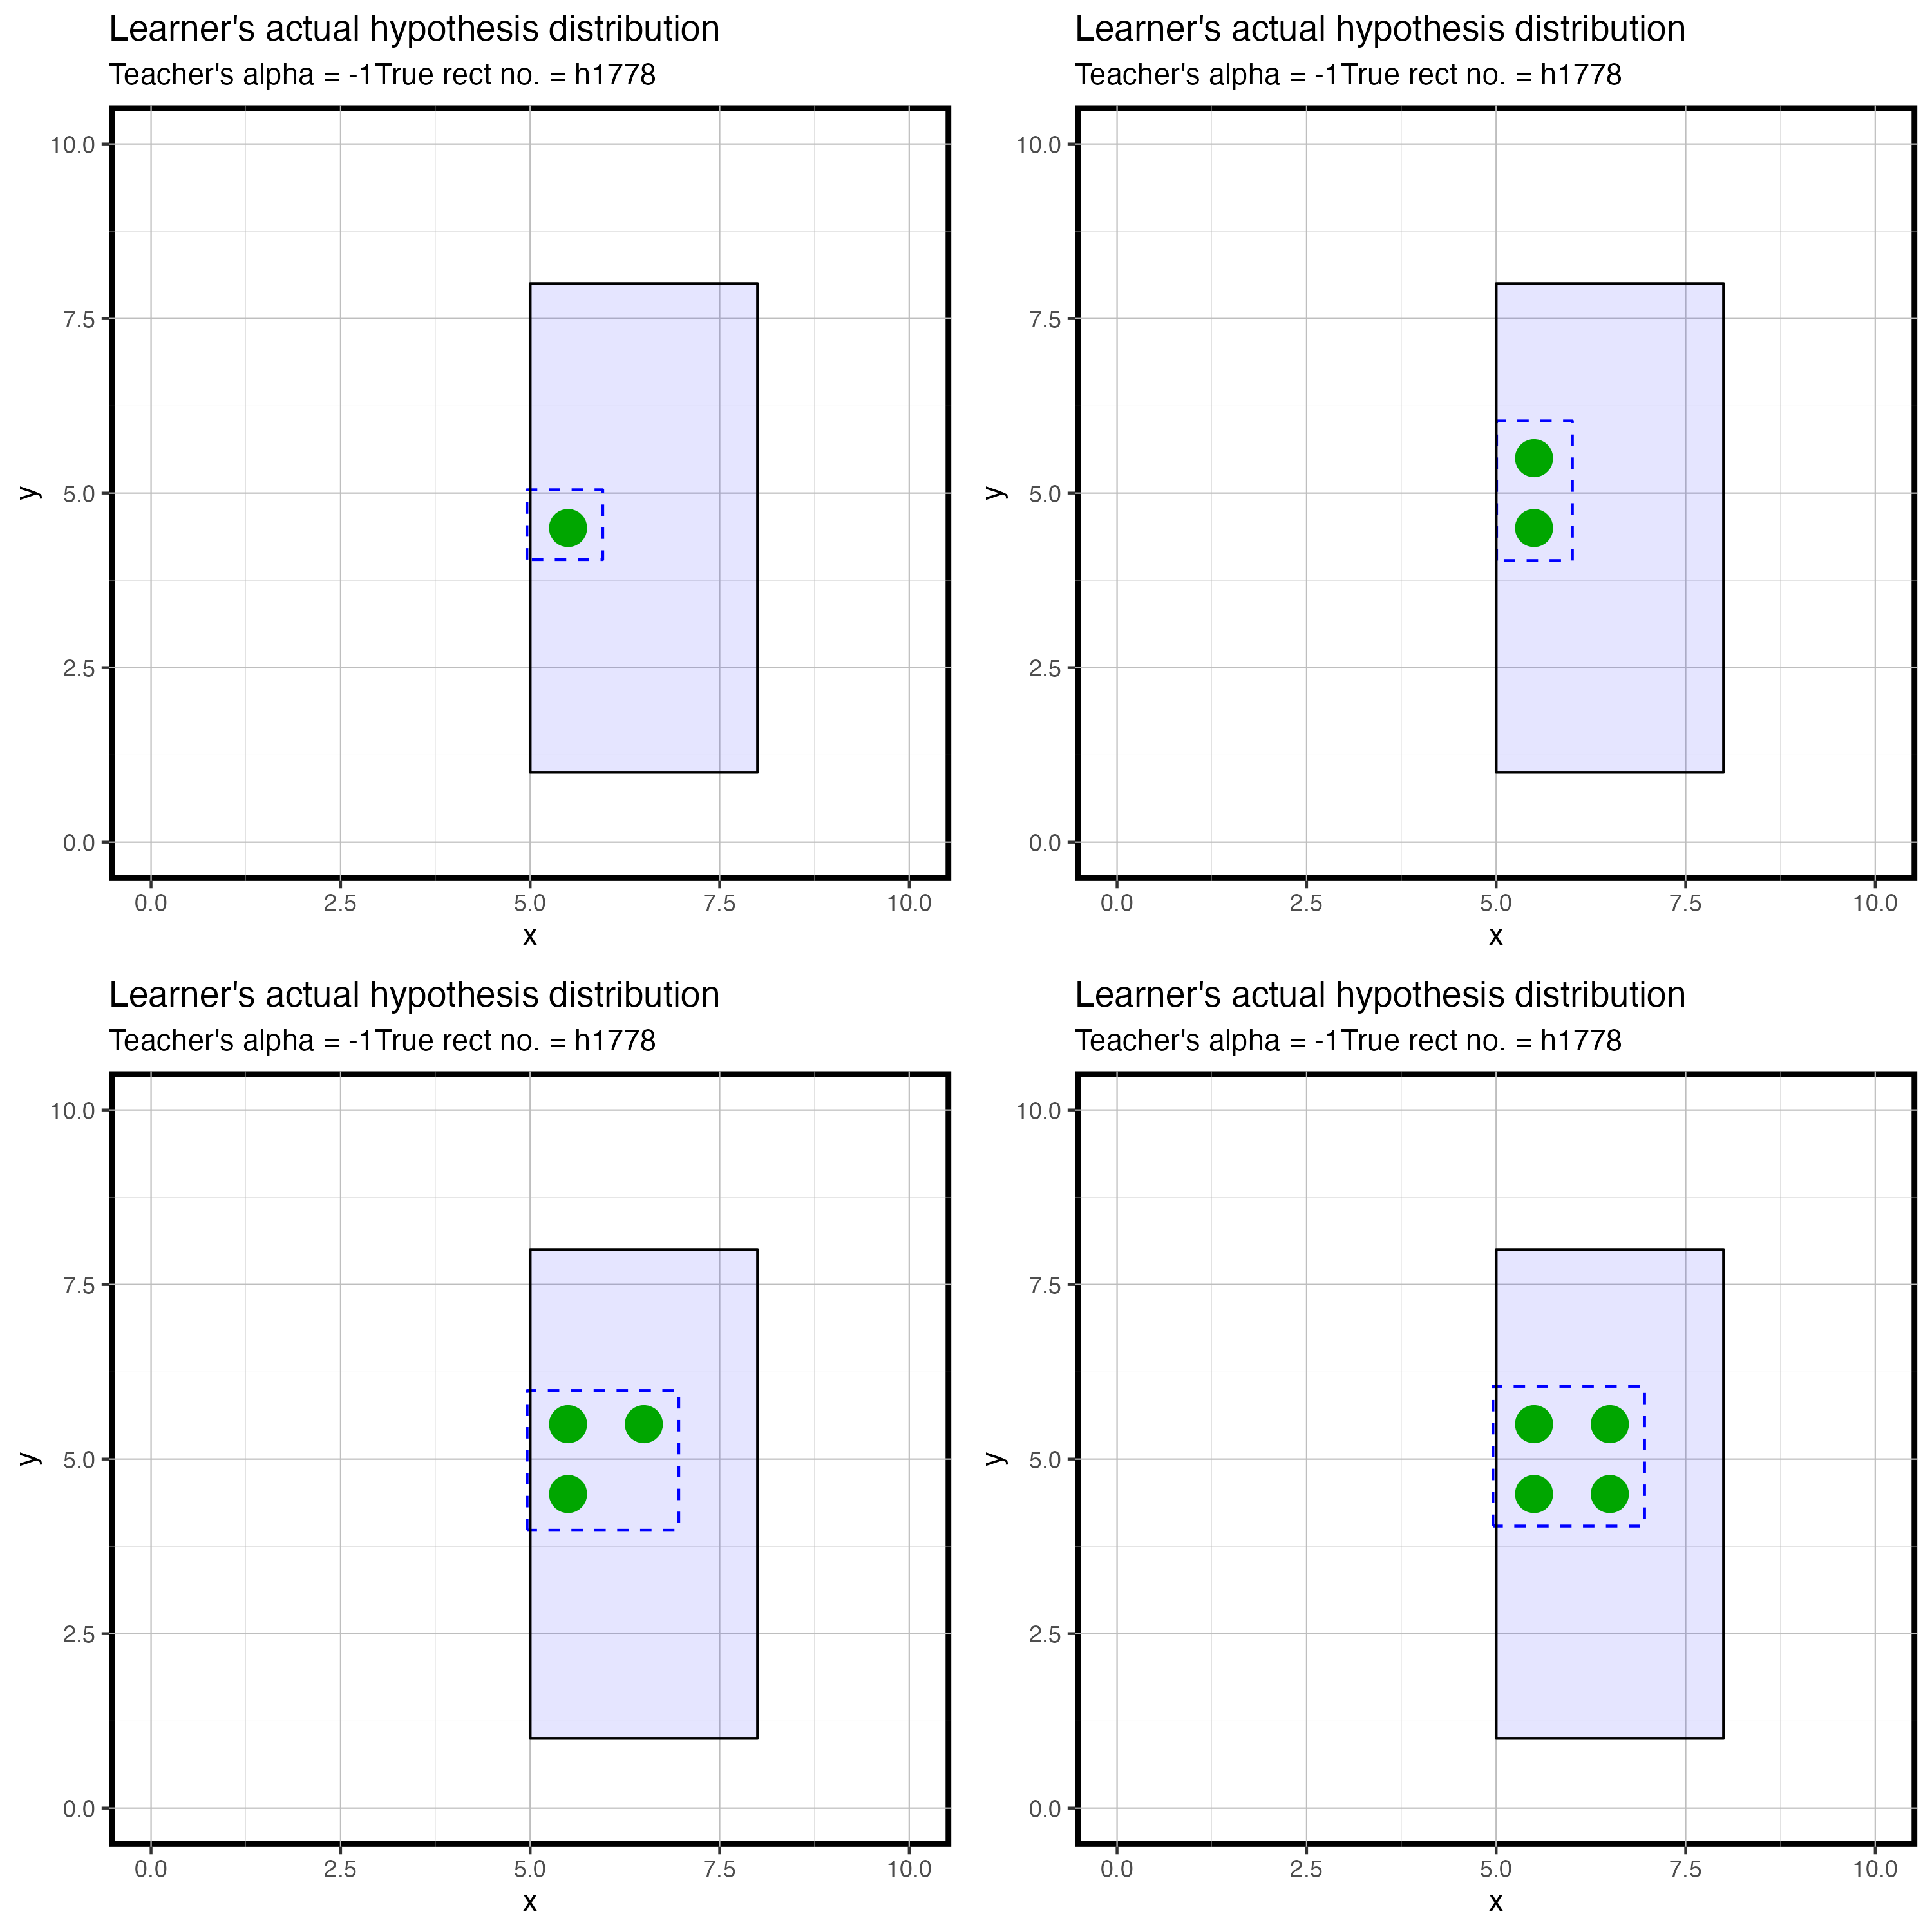 Learner's actual hypothesis distribution
Teacher's alpha = -1True rect no. = h1778
10.0
7.5
5.0
2.5
0.0
y
0.0 2.5 5.0 7.5 10.0
x
Learner's actual hypothesis distribution
Teacher's alpha = -1True rect no. = h1778
10.0
7.5
5.0
2.5
0.0
y
0.0 2.5 5.0 7.5 10.0
x
Learner's actual hypothesis distribution
Teacher's alpha = -1True rect no. = h1778
10.0
7.5
5.0
2.5
0.0
y
0.0 2.5 5.0 7.5 10.0
x
Learner's actual hypothesis distribution
Teacher's alpha = -1True rect no. = h1778
10.0
7.5
5.0
2.5
0.0
y
0.0 2.5 5.0 7.5 10.0
x